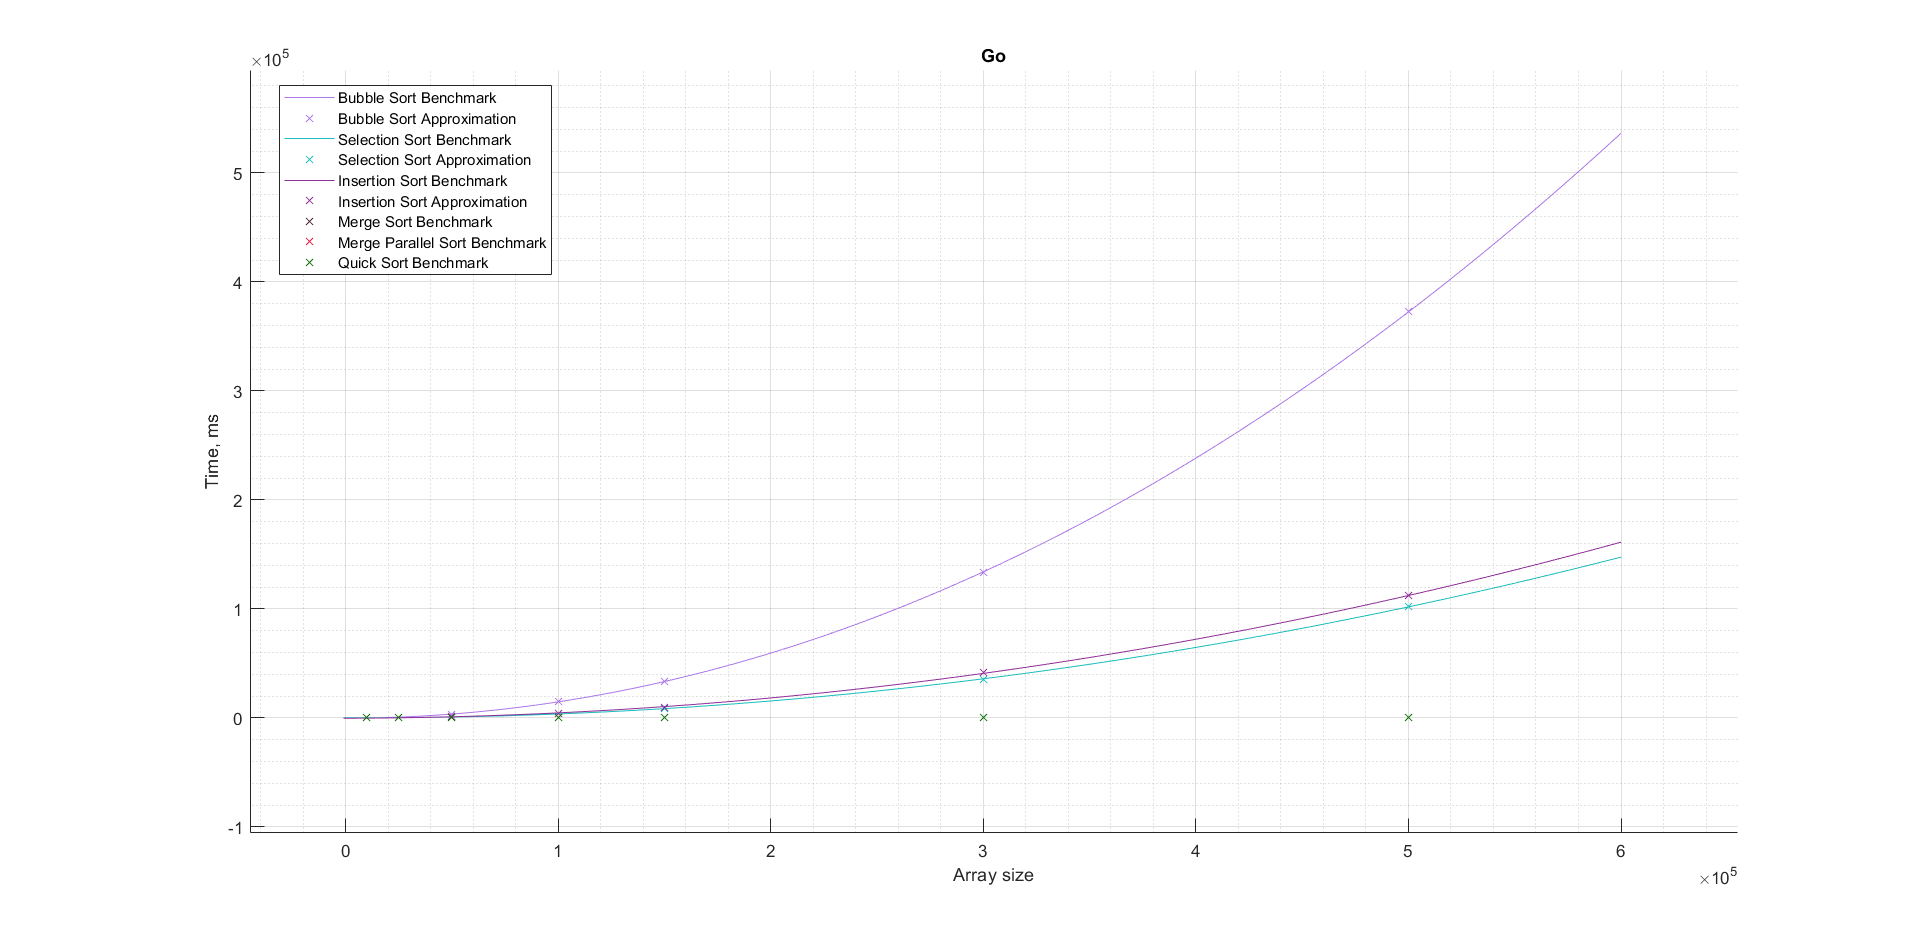 Go
×10⁵
Bubble Sort Benchmark
Bubble Sort Approximation
Selection Sort Benchmark
Selection Sort Approximation
Insertion Sort Benchmark
Insertion Sort Approximation
Merge Sort Benchmark
Merge Parallel Sort Benchmark
Quick Sort Benchmark
5
4
3
2
1
0
-1
Time, ms
0 1 2 3 4 5 6
Array size
×10⁵